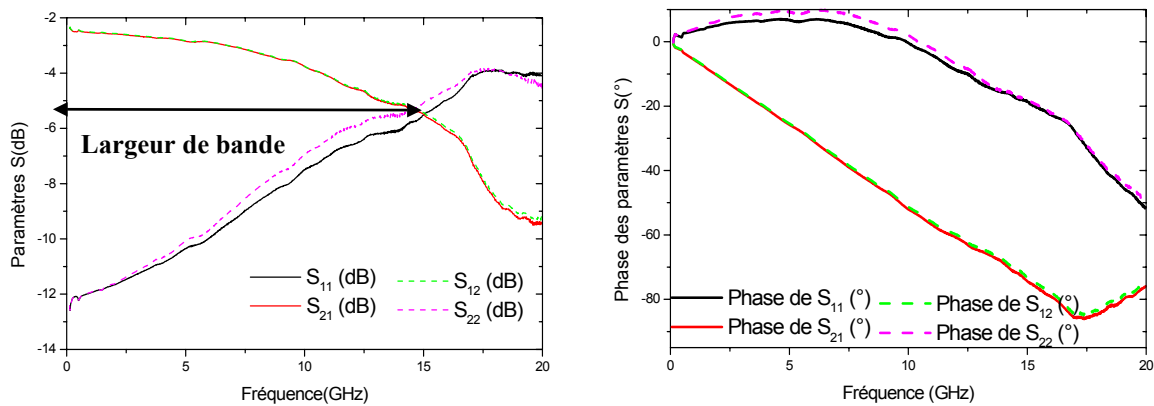 -2
-4
-6
-8
-10
-12
-14
Paramètres S(dB)
Largeur de bande
S11 (dB) S12 (dB)
S21 (dB) S22 (dB)
0 5 10 15 20
Fréquence(GHz)
0
-20
-40
-60
-80
Phase des paramètres S(°)
Phase de S11 (°) Phase de S12 (°)
Phase de S21 (°) Phase de S22 (°)
0 5 10 15 20
Fréquence (GHz)